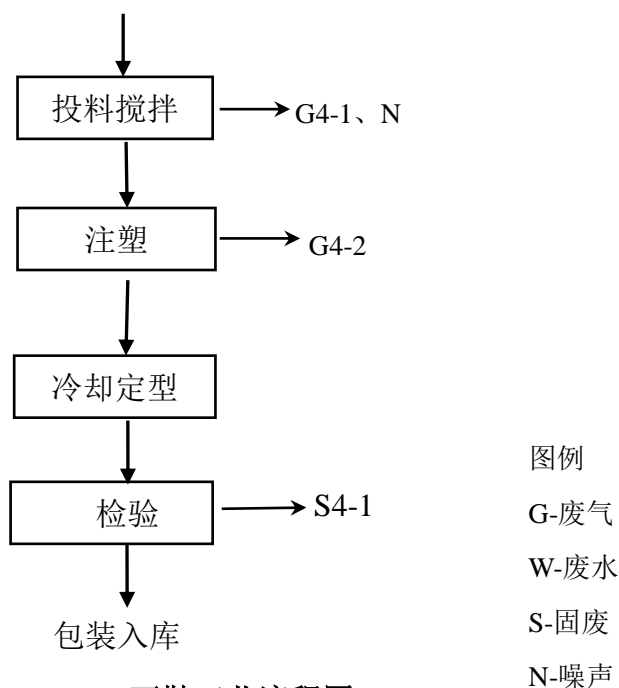 投料搅拌
G4-1、N
注塑
G4-2
冷却定型
检验
S4-1
包装入库
图例
G-废气
W-废水
S-固废
N-噪声